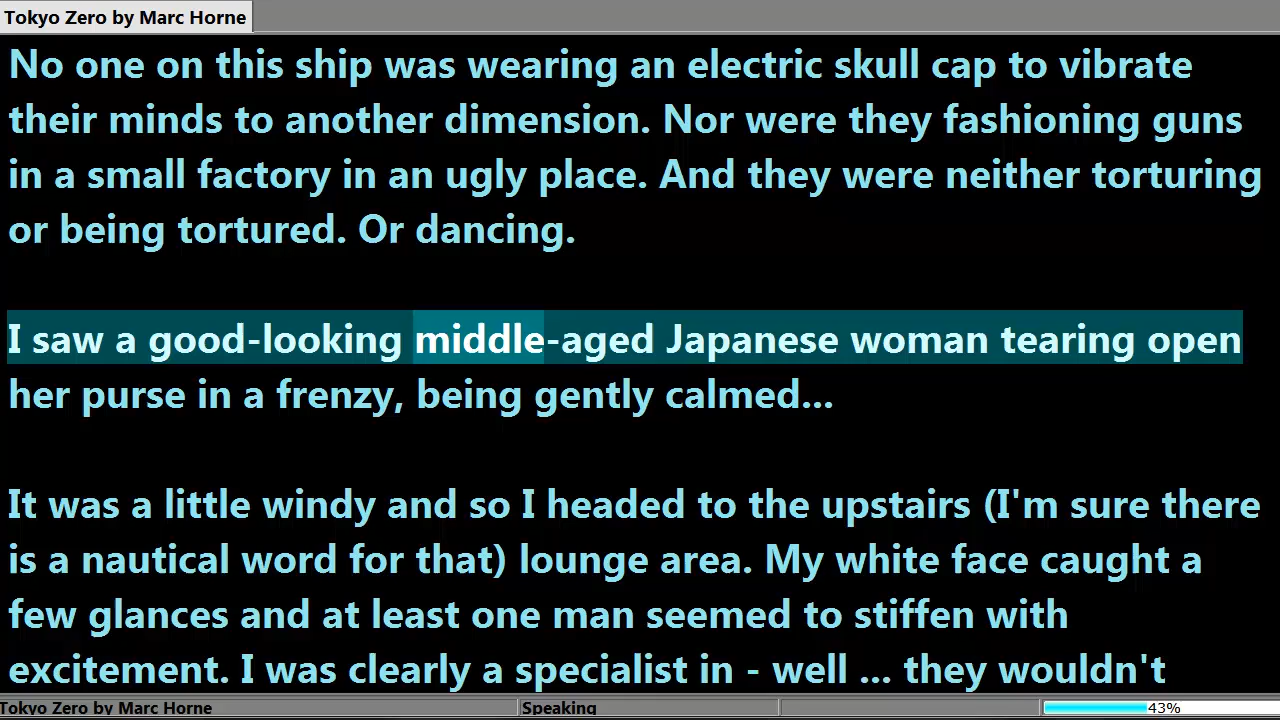 Tokyo Zero by Marc Horne
No one on this ship was wearing an electric skull cap to vibrate
their minds to another dimension. Nor were they fashioning guns
in a small factory in an ugly place. And they were neither torturing
or being tortured. Or dancing.
I saw a good-looking middle-aged Japanese woman tearing open
her purse in a frenzy, being gently calmed...
It was a little windy and so I headed to the upstairs (I'm sure there
is a nautical word for that) lounge area. My white face caught a
few glances and at least one man seemed to stiffen with
excitement. I was clearly a specialist in - well ... they wouldn't
Tokyo Zero by Marc Horne Speaking 43%